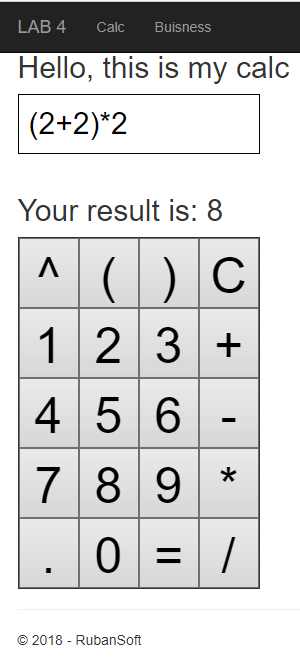 LAB 4 Calc Buisness
Hello, this is my calc
(2+2)*2
Your result is: 8
^ ( ) C
1 2 3 +
4 5 6 -
7 8 9 *
. 0 = /
© 2018 - RubanSoft